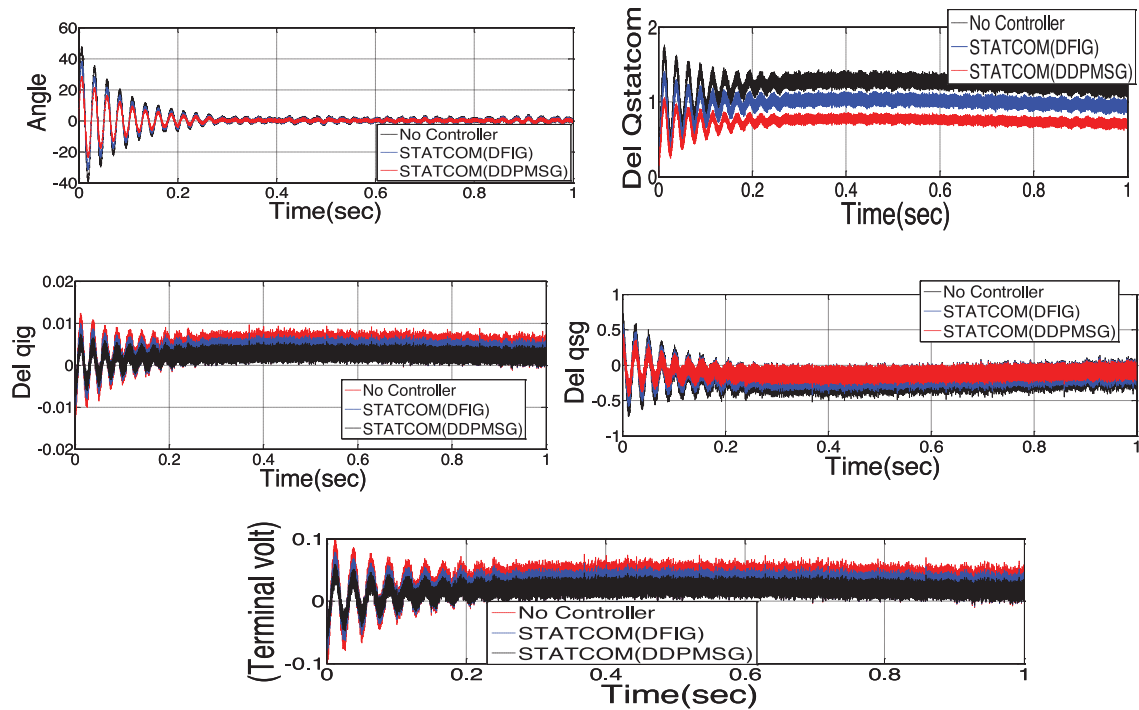 60
40
20
0
-20
-40
Angle
0
0.2
0.4
0.6
0.8
1
Time(sec)
No Controller
STATCOM(DFIG)
STATCOM(DDPMSG)
2
1
0
Del Qstatcom
0
0.2
0.4
0.6
0.8
1
Time(sec)
No Controller
STATCOM(DFIG)
STATCOM(DDPMSG)
0.02
0.01
0
-0.01
-0.02
Del qig
0
0.2
0.4
0.6
0.8
1
Time(sec)
No Controller
STATCOM(DFIG)
STATCOM(DDPMSG)
1
0.5
0
-0.5
-1
Del qsg
0
0.2
0.4
0.6
0.8
1
Time(sec)
No Controller
STATCOM(DFIG)
STATCOM(DDPMSG)
0.1
0
-0.1
(Terminal volt)
0
0.2
0.4
0.6
0.8
1
Time(sec)
No Controller
STATCOM(DFIG)
STATCOM(DDPMSG)